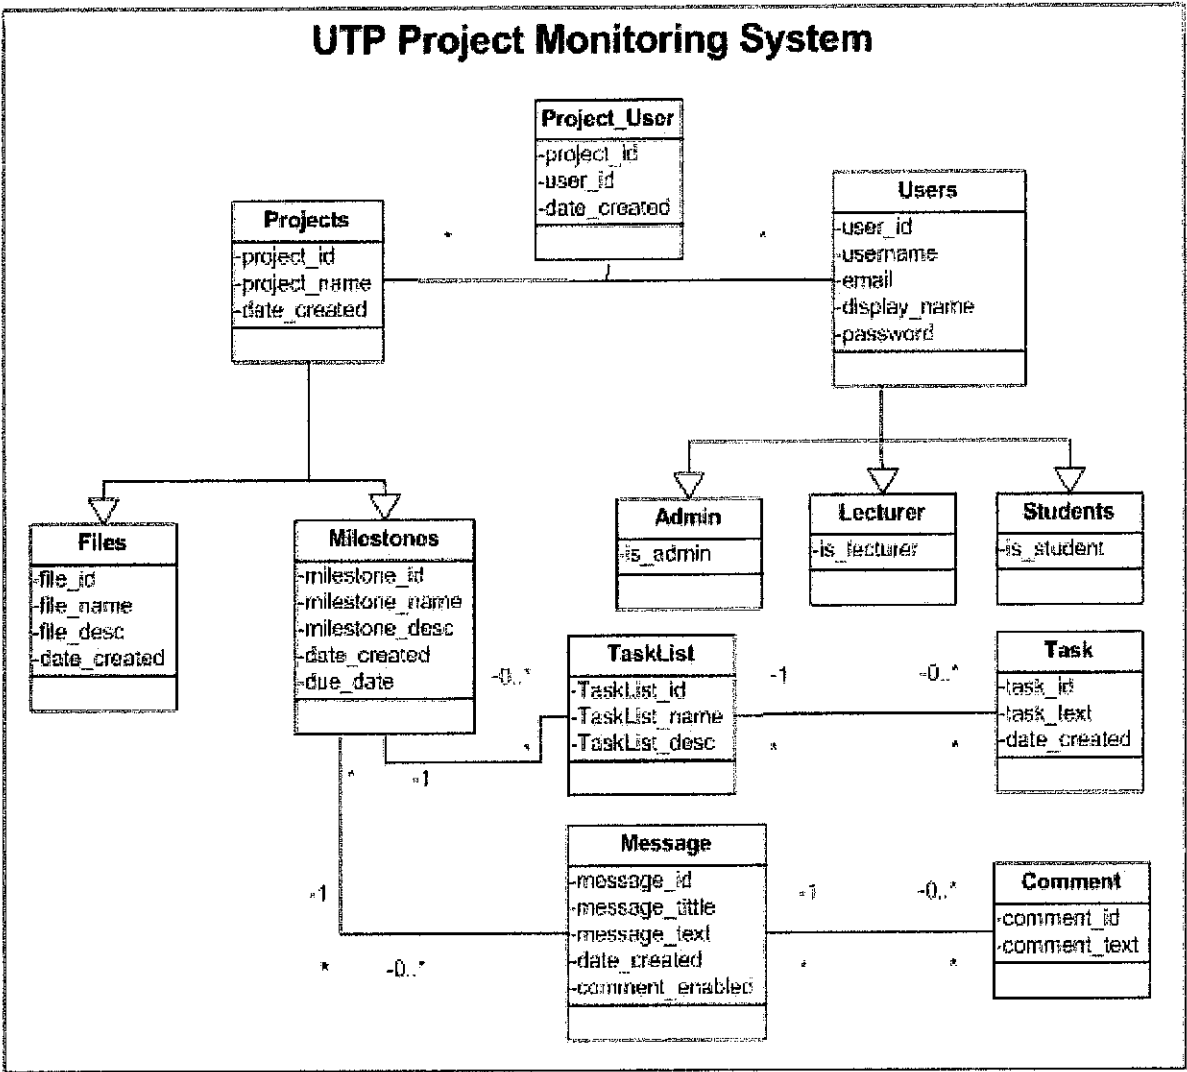 UTP Project Monitoring System
Project_User
-project_id
-user_id
-date_created
Users
-user_id
-username
-email
-display_name
-password
Projects
-project_id
-project_name
-date_created
*
*
Admin
-is_admin
Lecturer
-is_lecturer
Students
-is_student
Files
-file_id
-file_name
-file_desc
-date_created
Milestones
-milestone_id
-milestone_name
-milestone_desc
-date_created
-due_date
-0..*
*
*
-1
TaskList
-TaskList_id
-TaskList_name
-TaskList_desc
-1
-0..*
*
*
Task
-task_id
-task_text
-date_created
-1
*
-0..*
Message
-message_id
-message_tittle
-message_text
-date_created
-comment_enabled
-1
-0..*
*
*
Comment
-comment_id
-comment_text